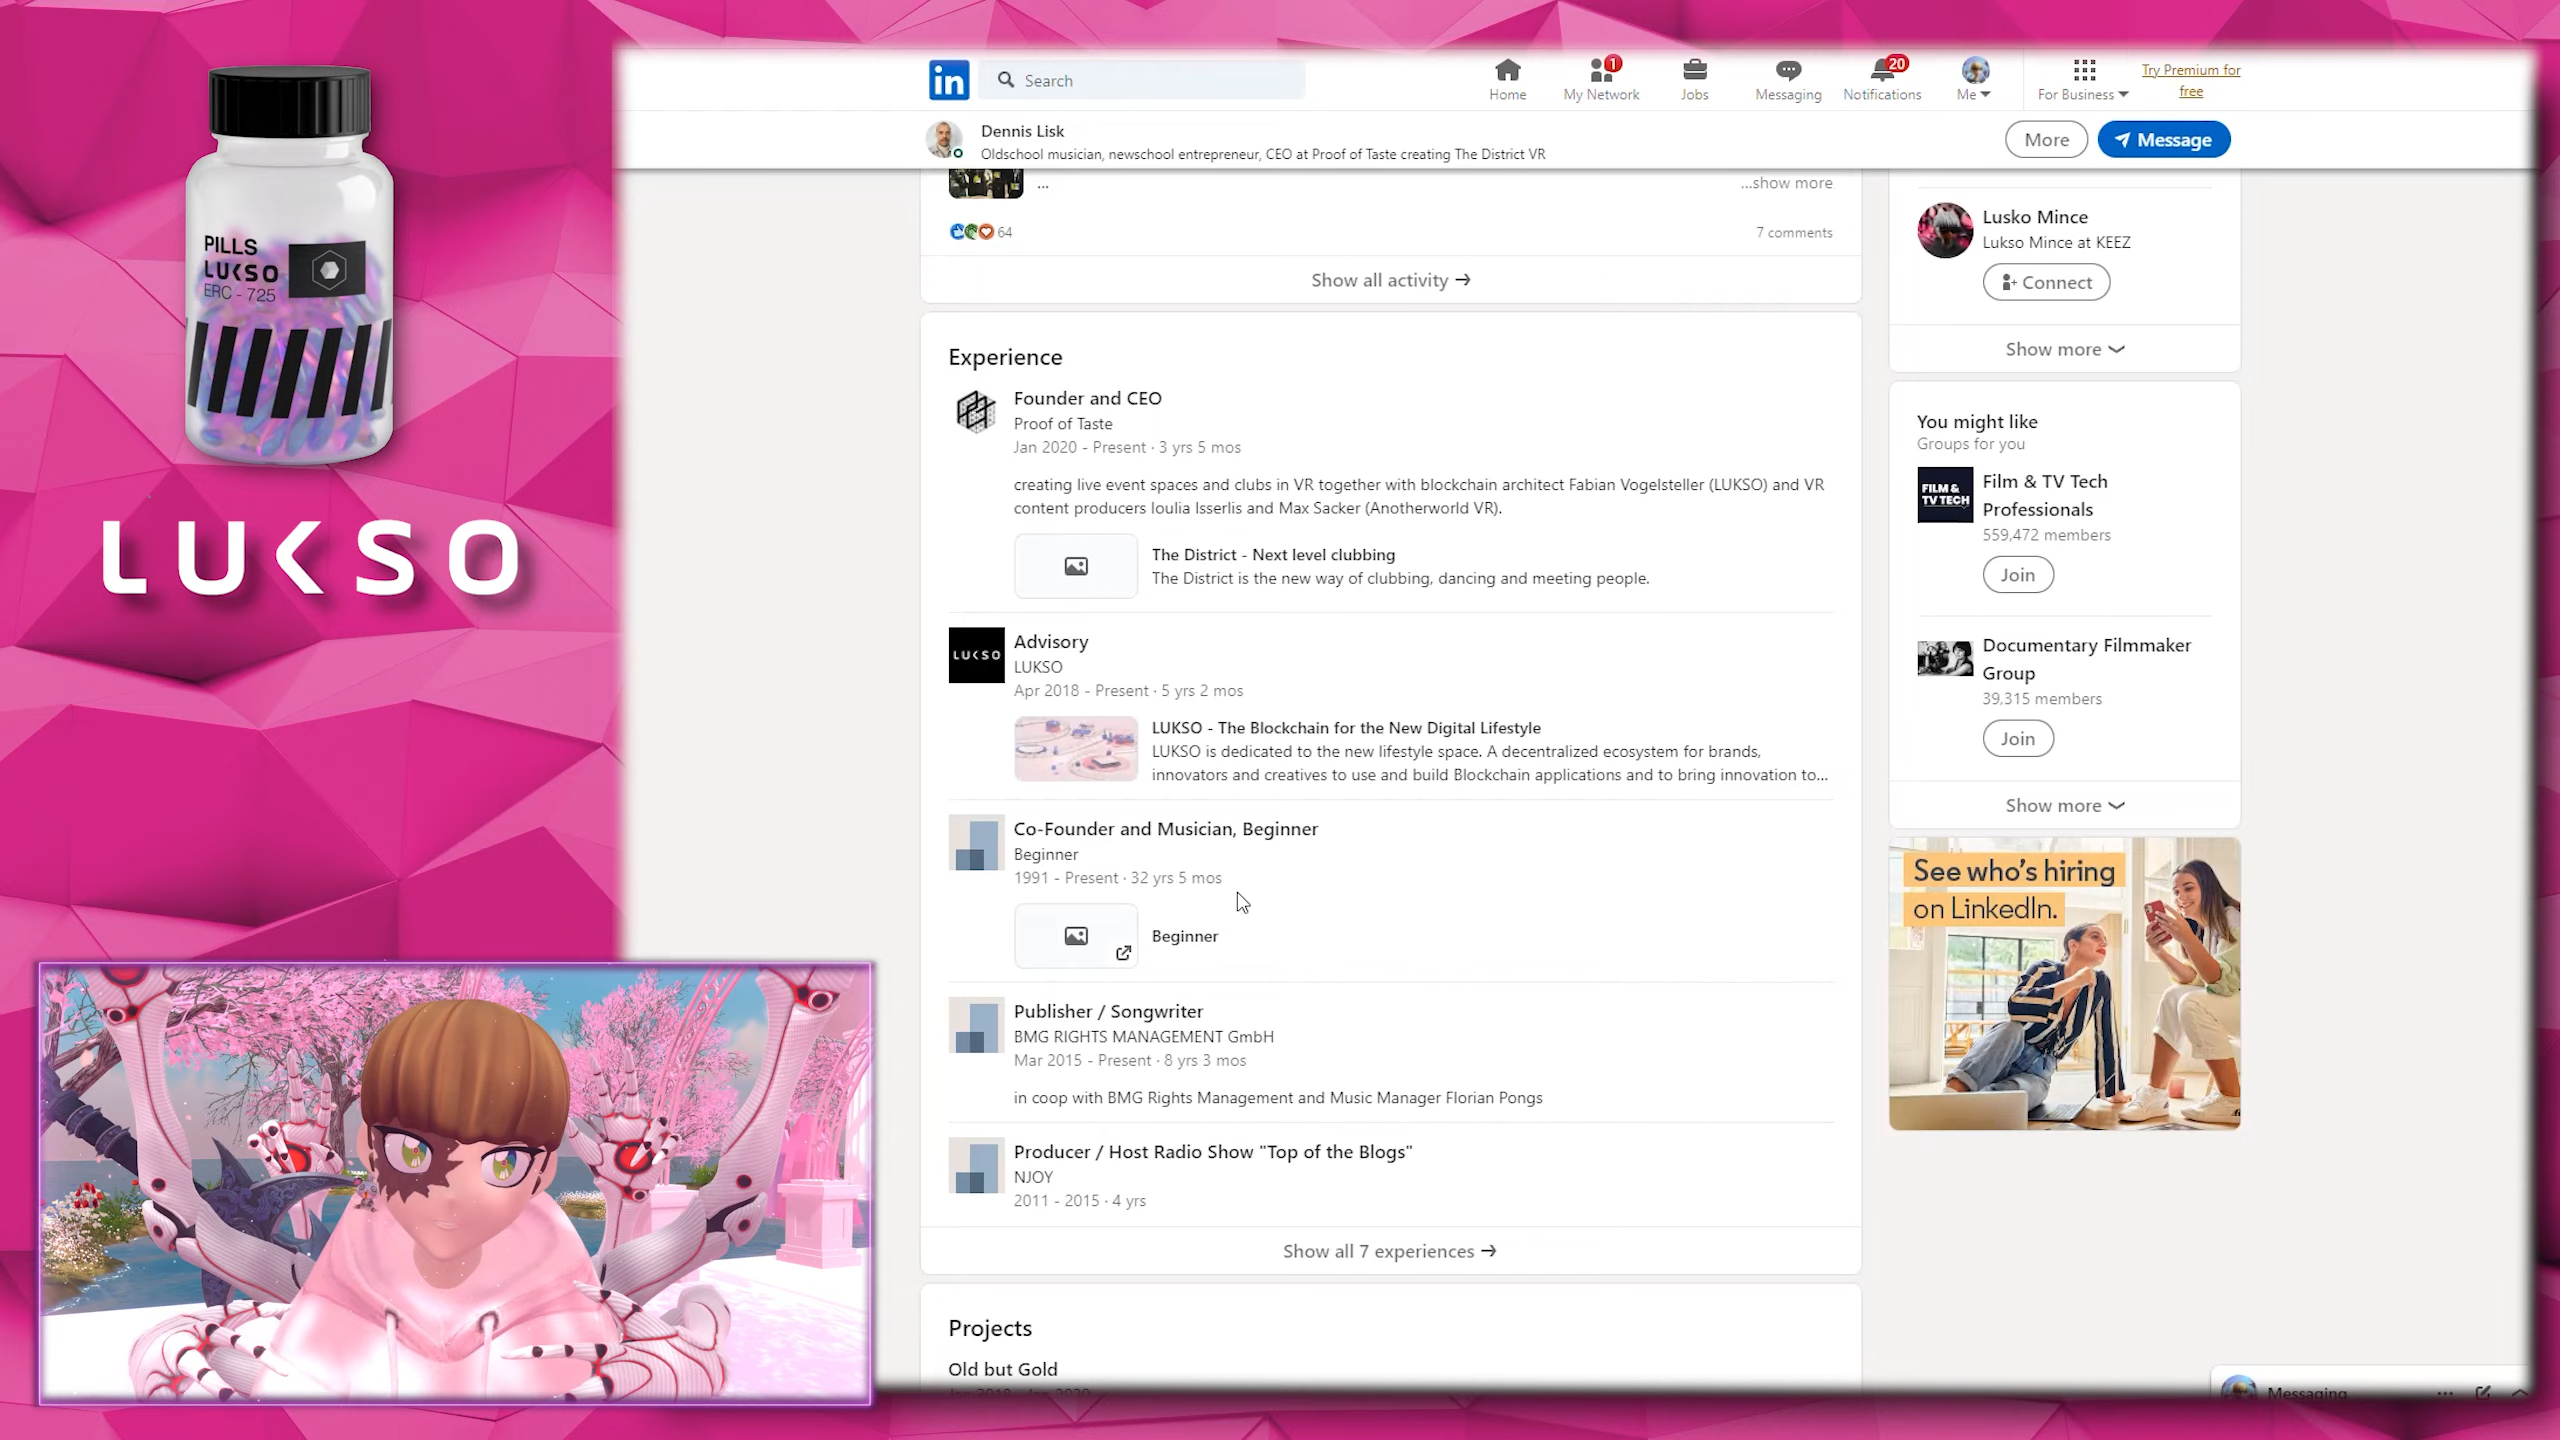 PILLS
LUKSO
ERC - 725
LUKSO
in
Search
Home
1
My Network
Jobs
Messaging
20
Notifications
Me
For Business
Try Premium for
free
Dennis Lisk
Oldschool musician, newschool entrepreneur, CEO at Proof of Taste creating The District VR
More
Message
...
...show more
64
7 comments
Show all activity →
Experience
Founder and CEO
Proof of Taste
Jan 2020 - Present · 3 yrs 5 mos
creating live event spaces and clubs in VR together with blockchain architect Fabian Vogelsteller (LUKSO) and VR
content producers Ioulia Isserlis and Max Sacker (Anotherworld VR).
The District - Next level clubbing
The District is the new way of clubbing, dancing and meeting people.
LUKSO
Advisory
LUKSO
Apr 2018 - Present · 5 yrs 2 mos
LUKSO - The Blockchain for the New Digital Lifestyle
LUKSO is dedicated to the new lifestyle space. A decentralized ecosystem for brands,
innovators and creatives to use and build Blockchain applications and to bring innovation to...
Co-Founder and Musician, Beginner
Beginner
1991 - Present · 32 yrs 5 mos
Beginner
Publisher / Songwriter
BMG RIGHTS MANAGEMENT GmbH
Mar 2015 - Present · 8 yrs 3 mos
in coop with BMG Rights Management and Music Manager Florian Pongs
Producer / Host Radio Show "Top of the Blogs"
NJOY
2011 - 2015 · 4 yrs
Show all 7 experiences →
Projects
Old but Gold
Lusko Mince
Lukso Mince at KEEZ
Connect
Show more
You might like
Groups for you
FILM &
TV TECH
Film & TV Tech
Professionals
559,472 members
Join
Documentary Filmmaker
Group
39,315 members
Join
Show more
See who's hiring
on LinkedIn.
Messaging